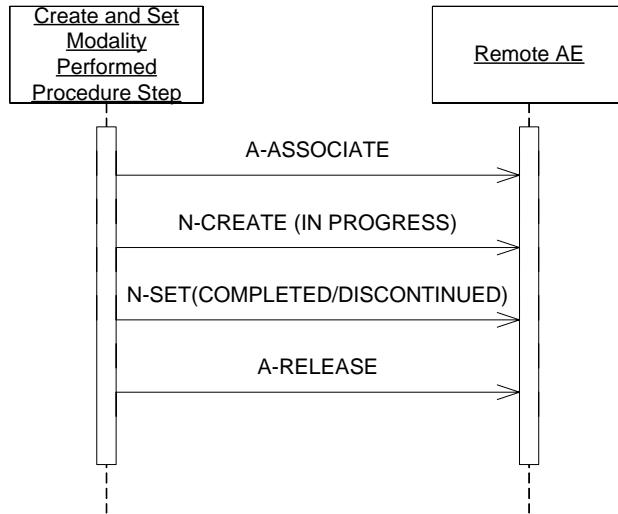 Create and Set
Modality
Performed
Procedure Step
Remote AE
A-ASSOCIATE
N-CREATE (IN PROGRESS)
N-SET(COMPLETED/DISCONTINUED)
A-RELEASE